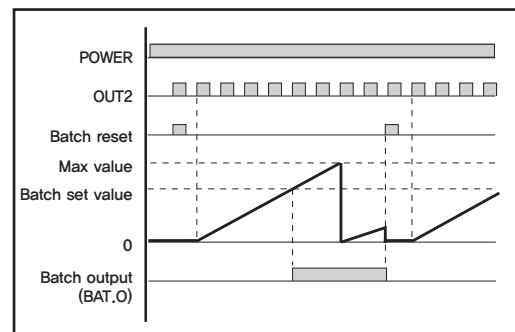 POWER
OUT2
Batch reset
Max value
Batch set value
0
Batch output
(BAT.O)